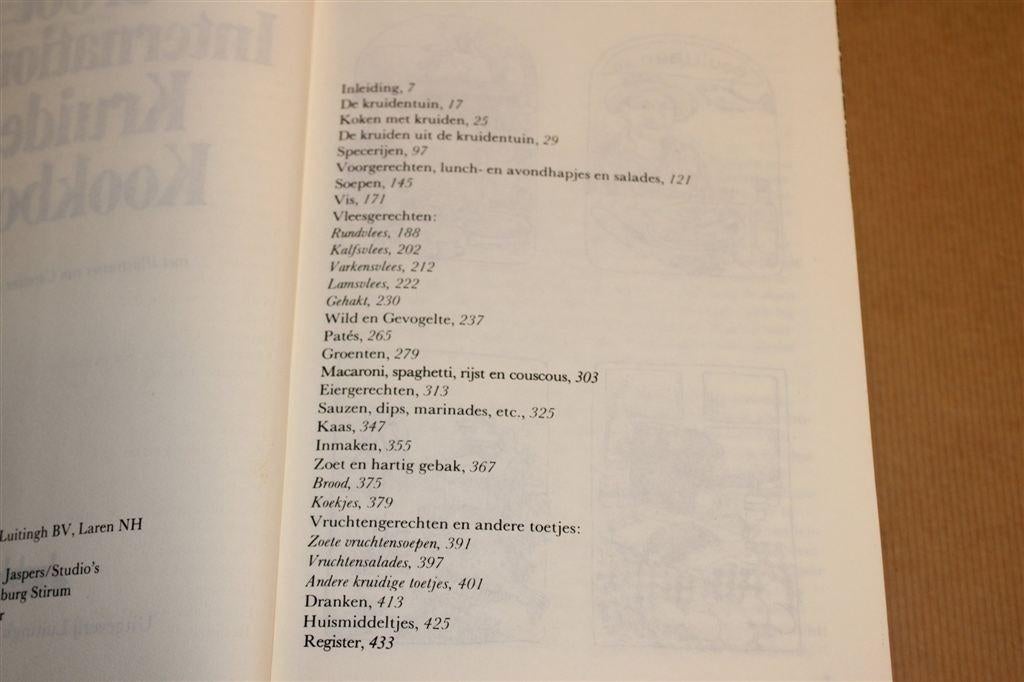 Luitingh BV, Laren NH
Jaspers/Studio's
burg Stirum
r
Inleiding, 7
De kruidentuin, 17
Koken met kruiden, 25
De kruiden uit de kruidentuin, 29
Specerijen, 97
Voorgerechten, lunch- en avondhapjes en salades, 121
Soepen, 145
Vis, 171
Vleesgerechten:
Rundvlees, 188
Kalfsvlees, 202
Varkensvlees, 212
Lamsvlees, 222
Gehakt, 230
Wild en Gevogelte, 237
Patés, 265
Groenten, 279
Macaroni, spaghetti, rijst en couscous, 303
Eiergerechten, 313
Sauzen, dips, marinades, etc., 325
Kaas, 347
Inmaken, 355
Zoet en hartig gebak, 367
Brood, 375
Koekjes, 379
Vruchtengerechten en andere toetjes:
Zoete vruchtensoepen, 391
Vruchtensalades, 397
Andere kruidige toetjes, 401
Dranken, 413
Huismiddeltjes, 425
Register, 433